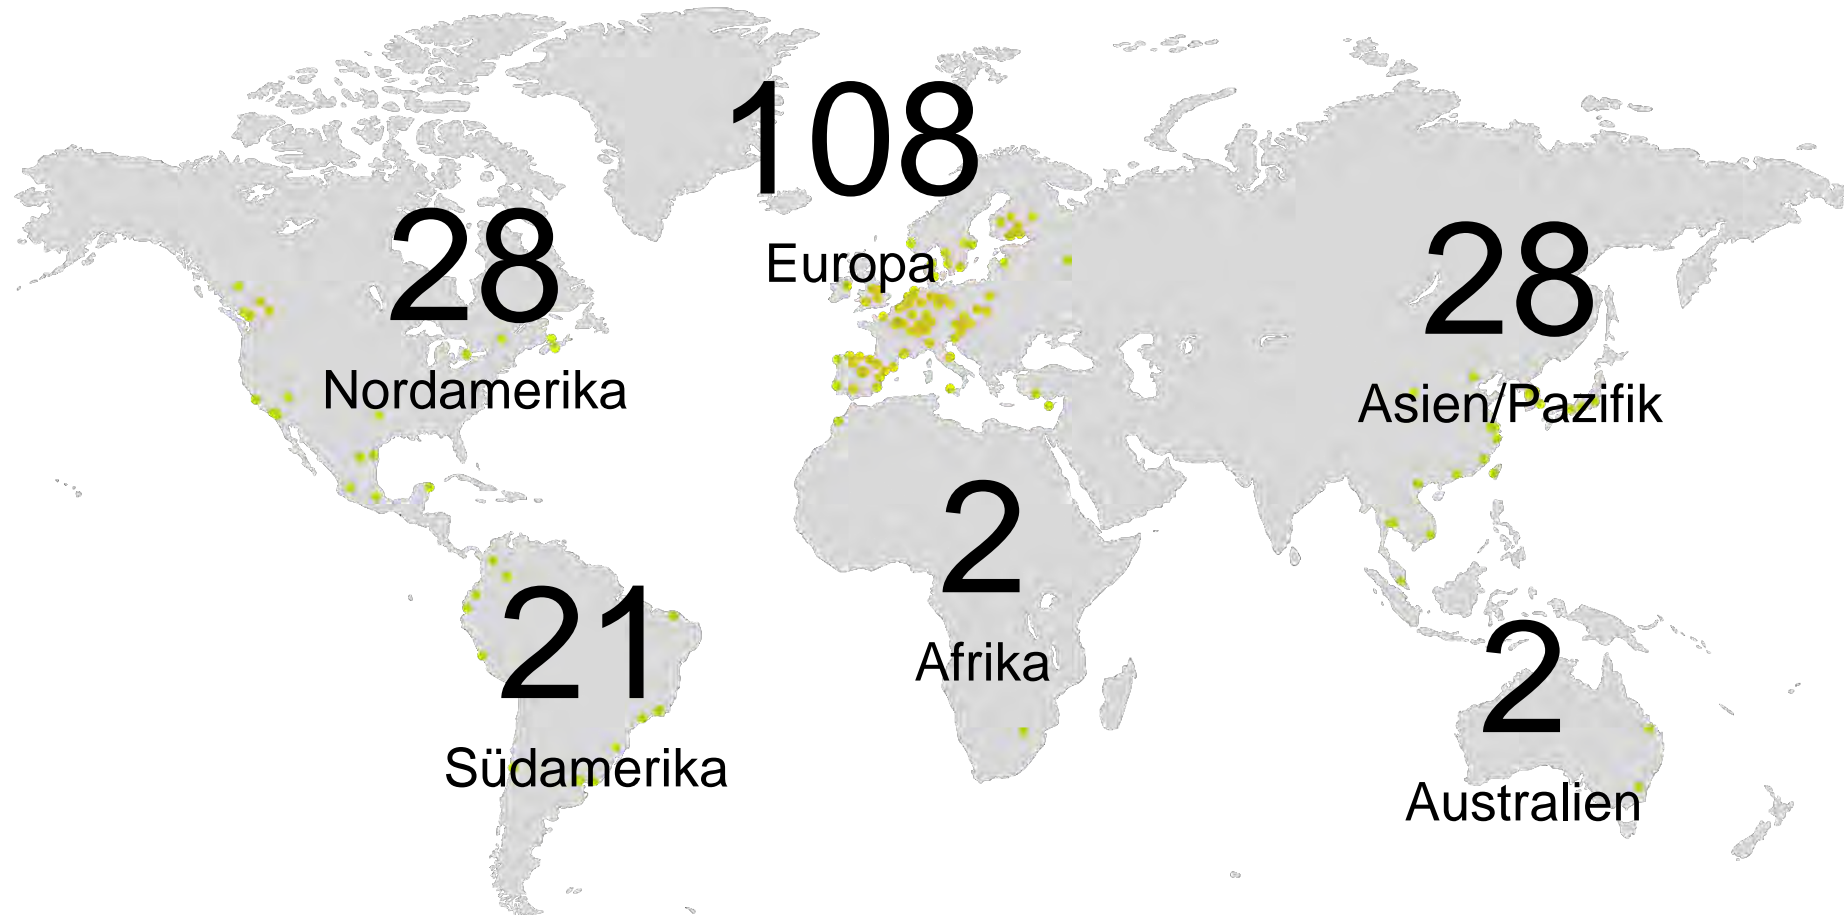 108
Europa
28
Nordamerika
28
Asien/Pazifik
2
Afrika
21
Südamerika
2
Australien